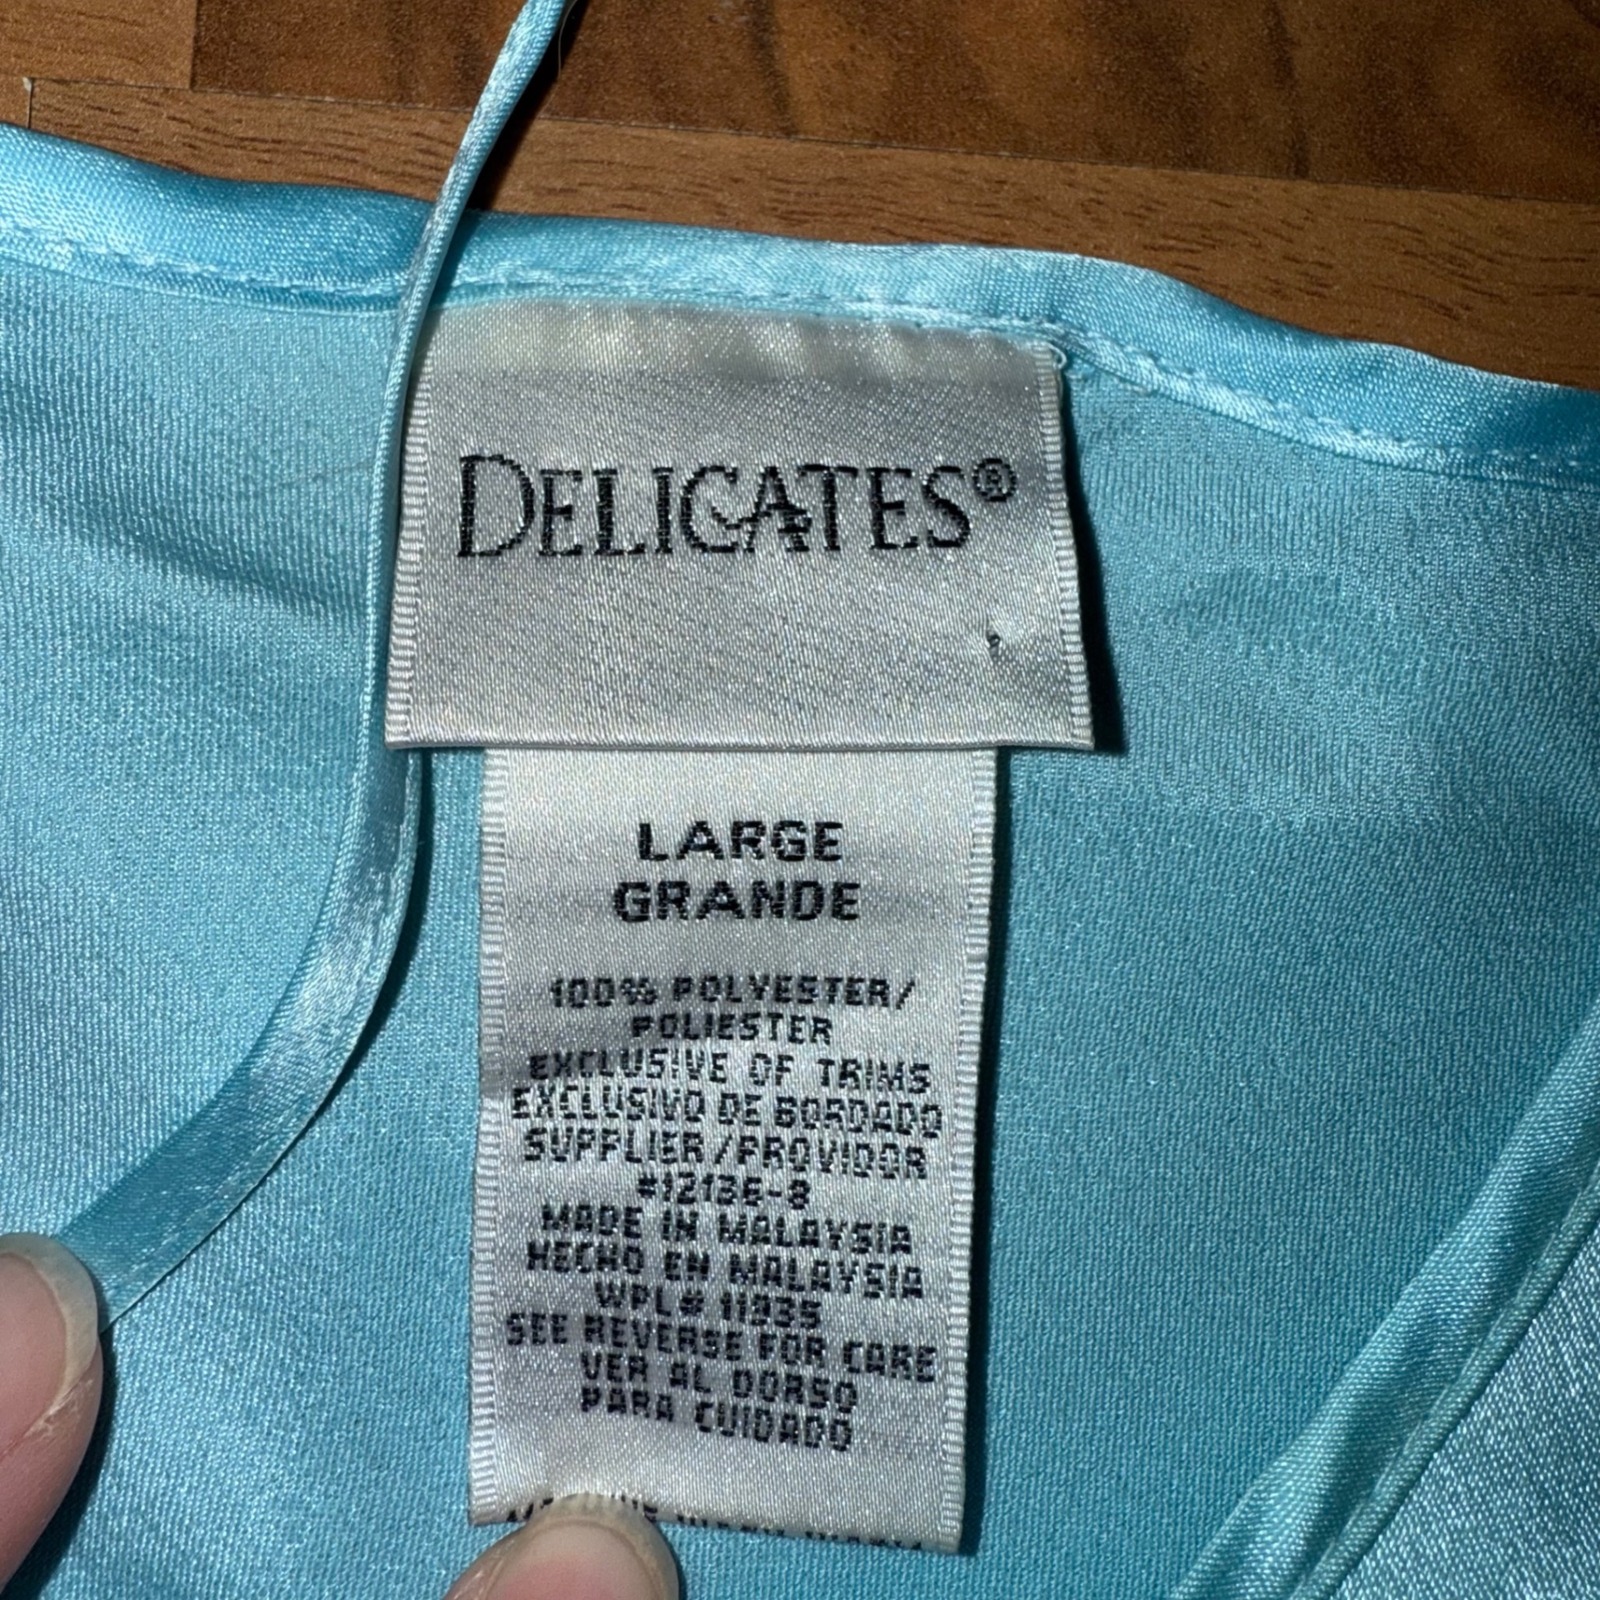 DELICATES®
LARGE
GRANDE
100% POLYESTER/
POLIESTER
EXCLUSIVE OF TRIMS
EXCLUSIVO DE BORDADO
SUPPLIER/PROVIDOR
#12136-8
MADE IN MALAYSIA
HECHO EN MALAYSIA
WPL# 11935
SEE REVERSE FOR CARE
VER AL DORSO
PARA CUIDADO